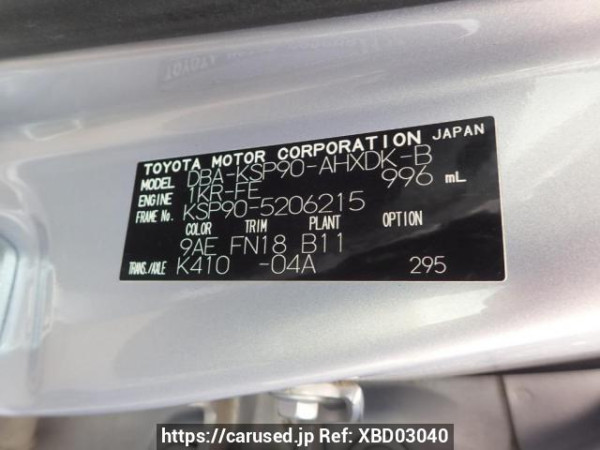 TOYOTA MOTOR CORPORATION JAPAN
MODEL DBA-KSP90-AHXDK-B
ENGINE 1KR-FE 996 mL
FRAME No. KSP90-5206215
COLOR TRIM PLANT OPTION
9AE FN18 B11
TRANS./AXLE K410 -04A 295
https://carused.jp Ref: XBD03040